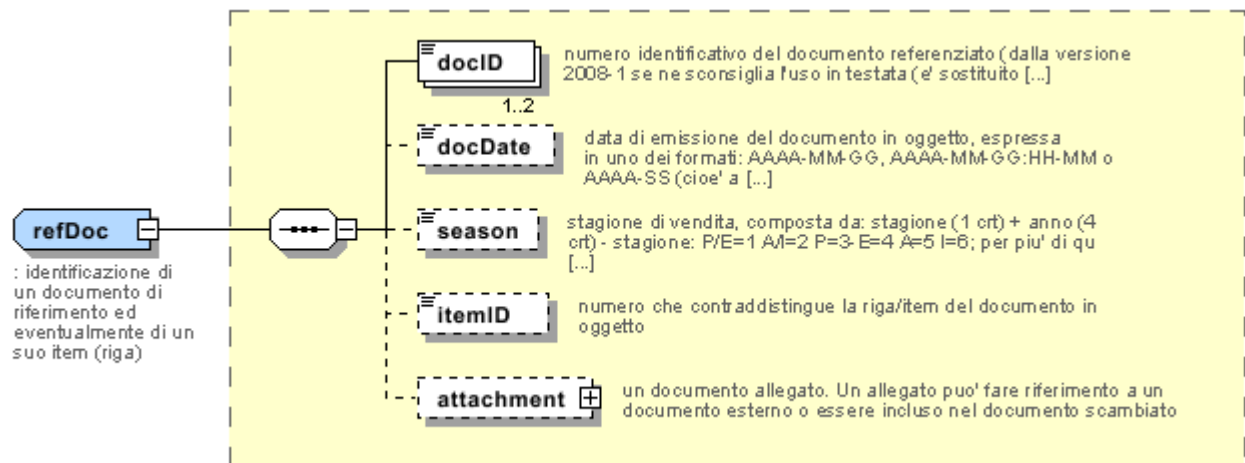 docID
numero identificativo del documento referenziato (dalla versione
2008-1 se ne sconsiglia l'uso in testata (e' sostituito [...]
1..2
docDate
data di emissione del documento in oggetto, espressa
in uno dei formati: AAAA-MM-GG, AAAA-MM-GG:HH-MM o
AAAA-SS (cioe' a [...]
season
stagione di vendita, composta da: stagione (1 crt) + anno (4
crt) - stagione: P/E=1 A/I=2 P=3- E=4 A=5 I=6; per piu' di qu
[...]
refDoc
: identificazione di
un documento di
riferimento ed
eventualmente di un
suo item (riga)
itemID
numero che contraddistingue la riga/item del documento in
oggetto
attachment
un documento allegato. Un allegato puo' fare riferimento a un
documento esterno o essere incluso nel documento scambiato